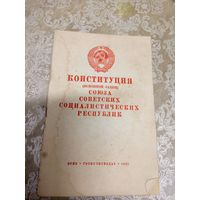 КОНСТИТУЦИЯ
(ОСНОВНОЙ ЗАКОН)
СОЮЗА
СОВЕТСКИХ
СОЦИАЛИСТИЧЕСКИХ
РЕСПУБЛИК